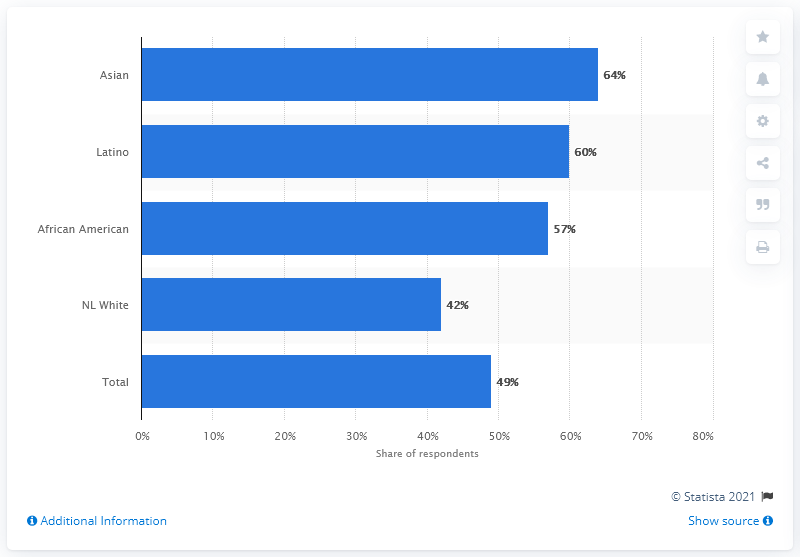 Asian 64%
Latino 60%
African American 57%
NL White 42%
Total 49%
0% 10% 20% 30% 40% 50% 60% 70% 80%
Share of respondents
© Statista 2021
Additional Information Show source